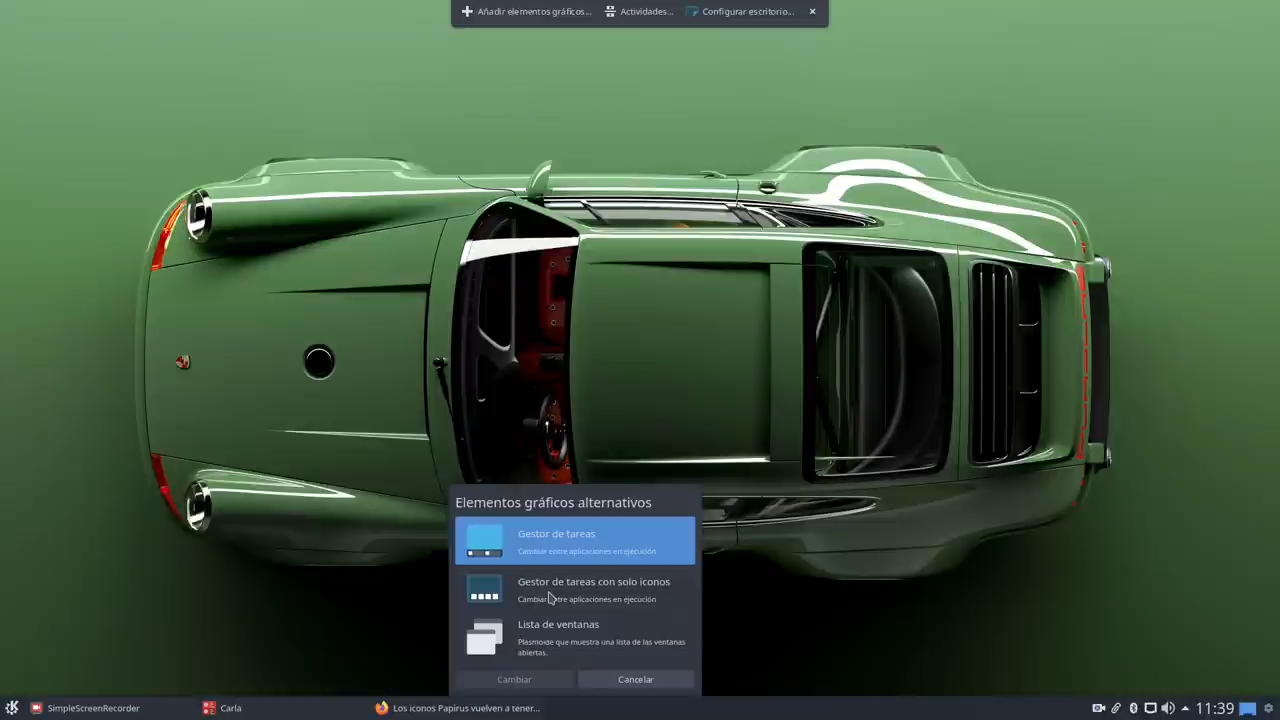 Añadir elementos gráficos... Actividades... Configurar escritorio...
Elementos gráficos alternativos
Gestor de tareas
Cambiar entre aplicaciones en ejecución
Gestor de tareas con solo iconos
Cambiar entre aplicaciones en ejecución
Lista de ventanas
Plasmoide que muestra una lista de las ventanas
abiertas.
Cambiar Cancelar
SimpleScreenRecorder Carla Los iconos Papirus vuelven a tener... 11:39